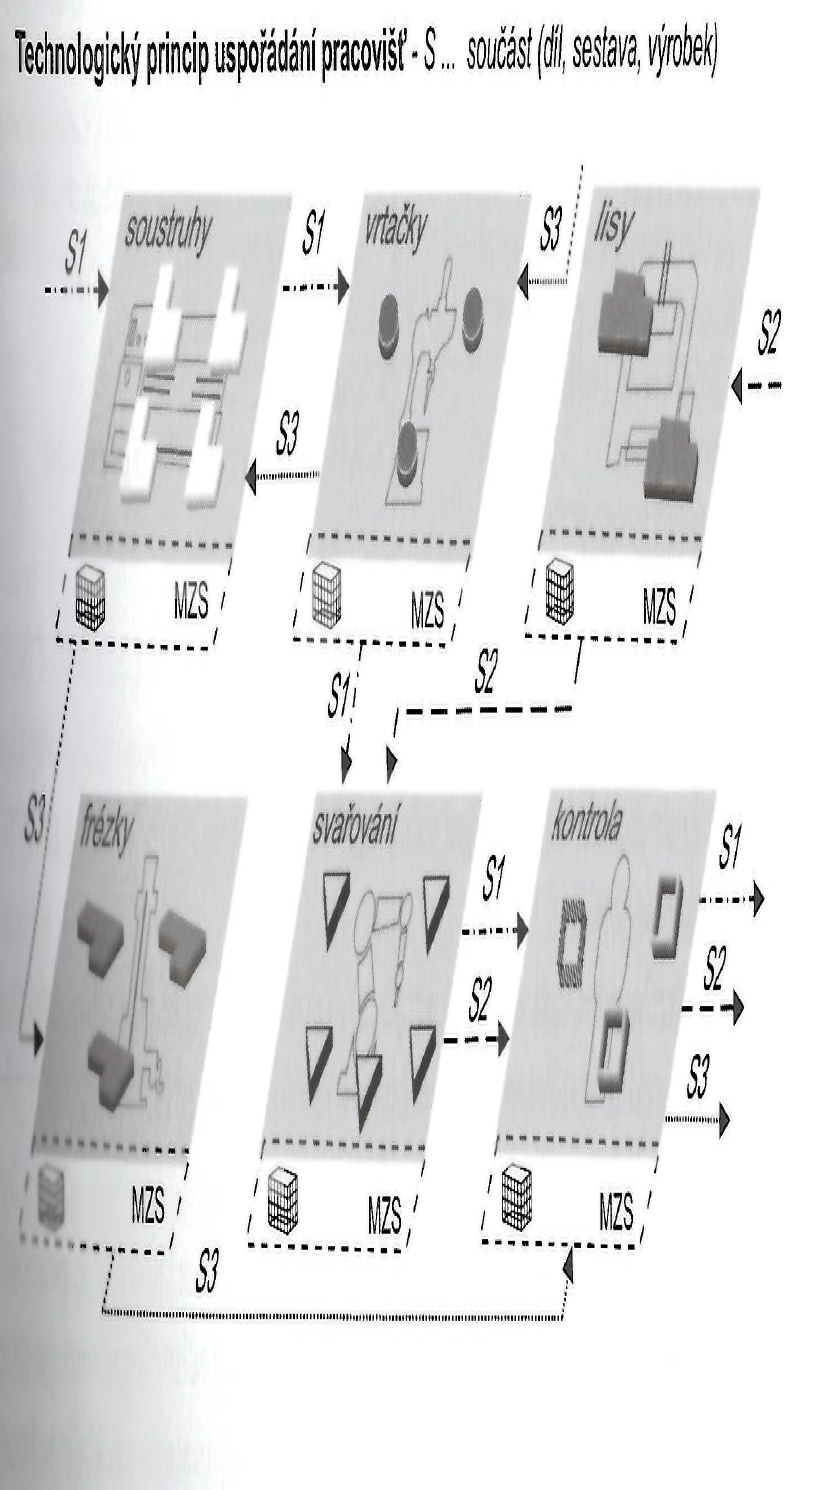 Technologický princip uspořádání pracovišť - S ... součást (díl, sestava, výrobek)
S1
soustruhy
S1
vrtačky
S3
lisy
S2
S3
MZS
MZS
MZS
S1
S2
S3
frézky
svařování
kontrola
S1
S1
S2
S2
S3
MZS
MZS
MZS
S3